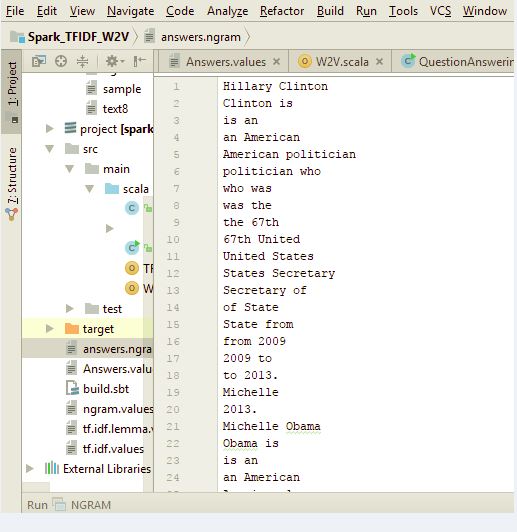 File Edit View Navigate Code Analyze Refactor Build Run Tools VCS Window
Spark_TFIDF_W2V answers.ngram
1: Project
7: Structure
sample
text8
project [spark
src
main
scala
test
target
answers.ngra
Answers.valu
build.sbt
ngram.values
tf.idf.lemma.v
tf.idf.values
External Libraries
Answers.values × W2V.scala × QuestionAnswerin
1 Hillary Clinton
2 Clinton is
3 is an
4 an American
5 American politician
6 politician who
7 who was
8 was the
9 the 67th
10 67th United
11 United States
12 States Secretary
13 Secretary of
14 of State
15 State from
16 from 2009
17 2009 to
18 to 2013.
19 Michelle
20 2013.
21 Michelle Obama
22 Obama is
23 is an
24 an American
Run NGRAM